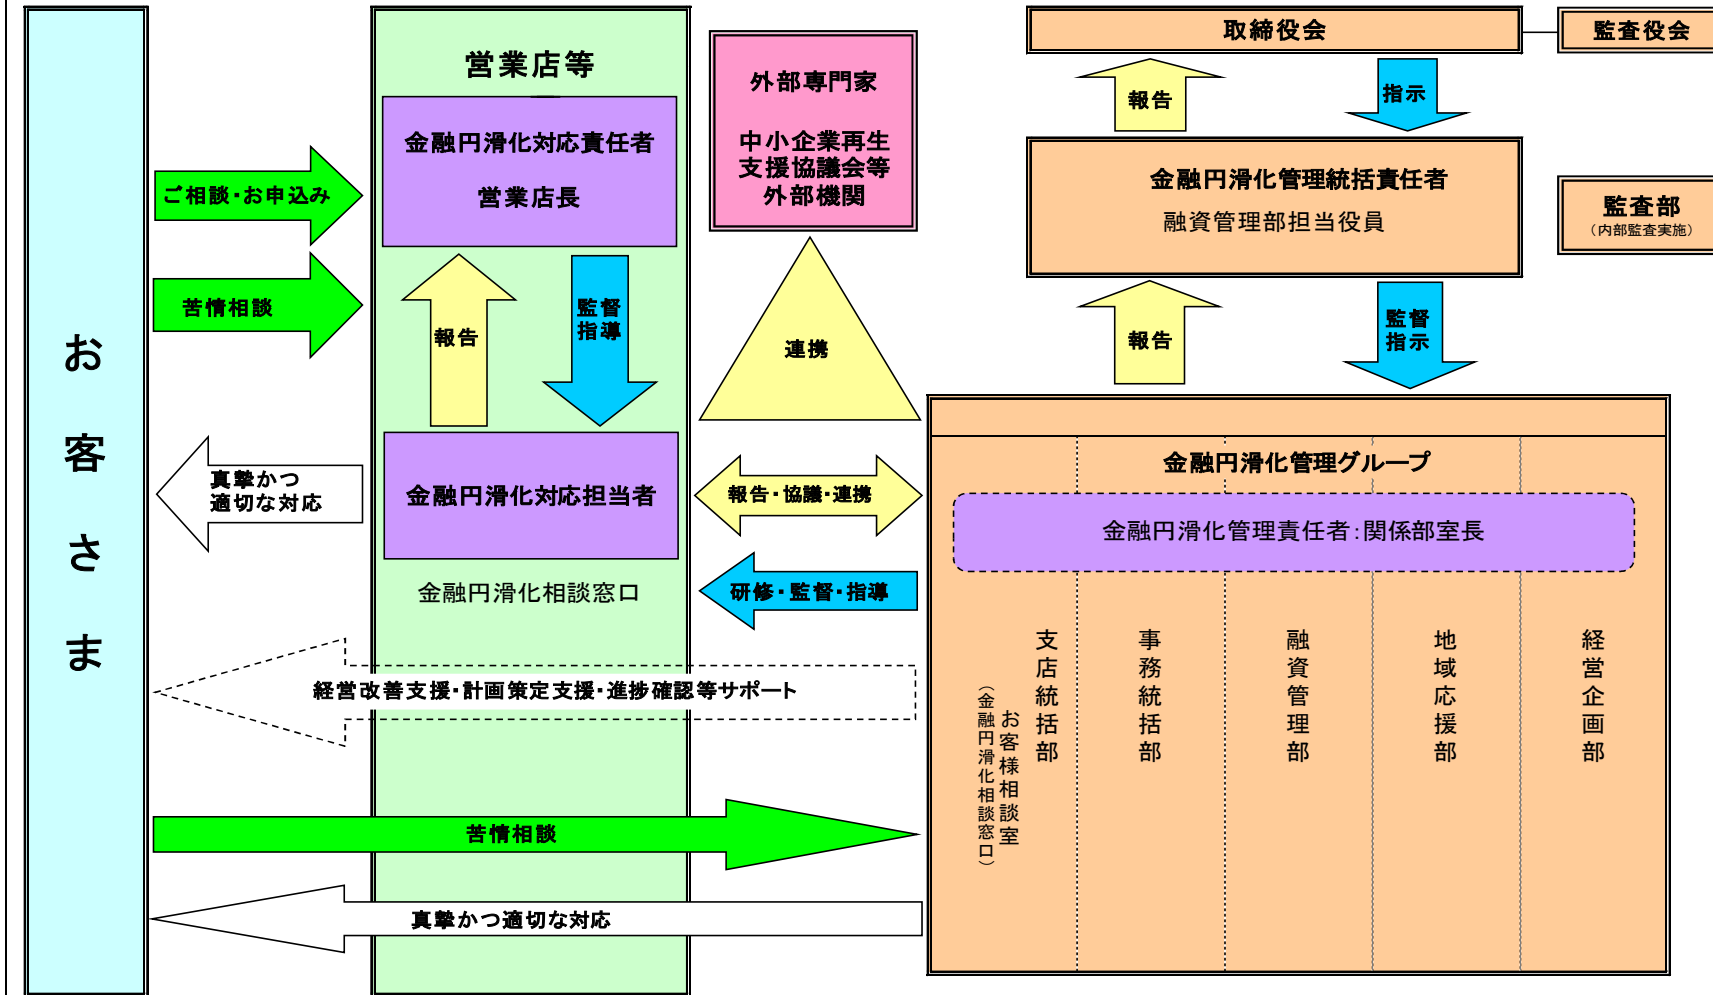 お客さま
ご相談・お申込み
苦情相談
真摯かつ
適切な対応
営業店等
金融円滑化対応責任者
営業店長
報告
監督
指導
金融円滑化対応担当者
金融円滑化相談窓口
外部専門家
中小企業再生
支援協議会等
外部機関
連携
報告・協議・連携
研修・監督・指導
経営改善支援・計画策定支援・進捗確認等サポート
苦情相談
真摯かつ適切な対応
取締役会
監査役会
報告
指示
金融円滑化管理統括責任者
融資管理部担当役員
監査部
（内部監査実施）
報告
監督
指示
金融円滑化管理グループ
金融円滑化管理責任者：関係部室長
支店統括部
お客様相談室
（金融円滑化相談窓口）
事務統括部
融資管理部
地域応援部
経営企画部